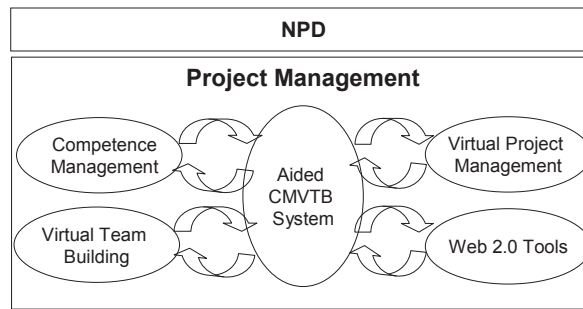 NPD
Project Management
Competence
Management
Virtual Team
Building
Aided
CMVTB
System
Virtual Project
Management
Web 2.0 Tools